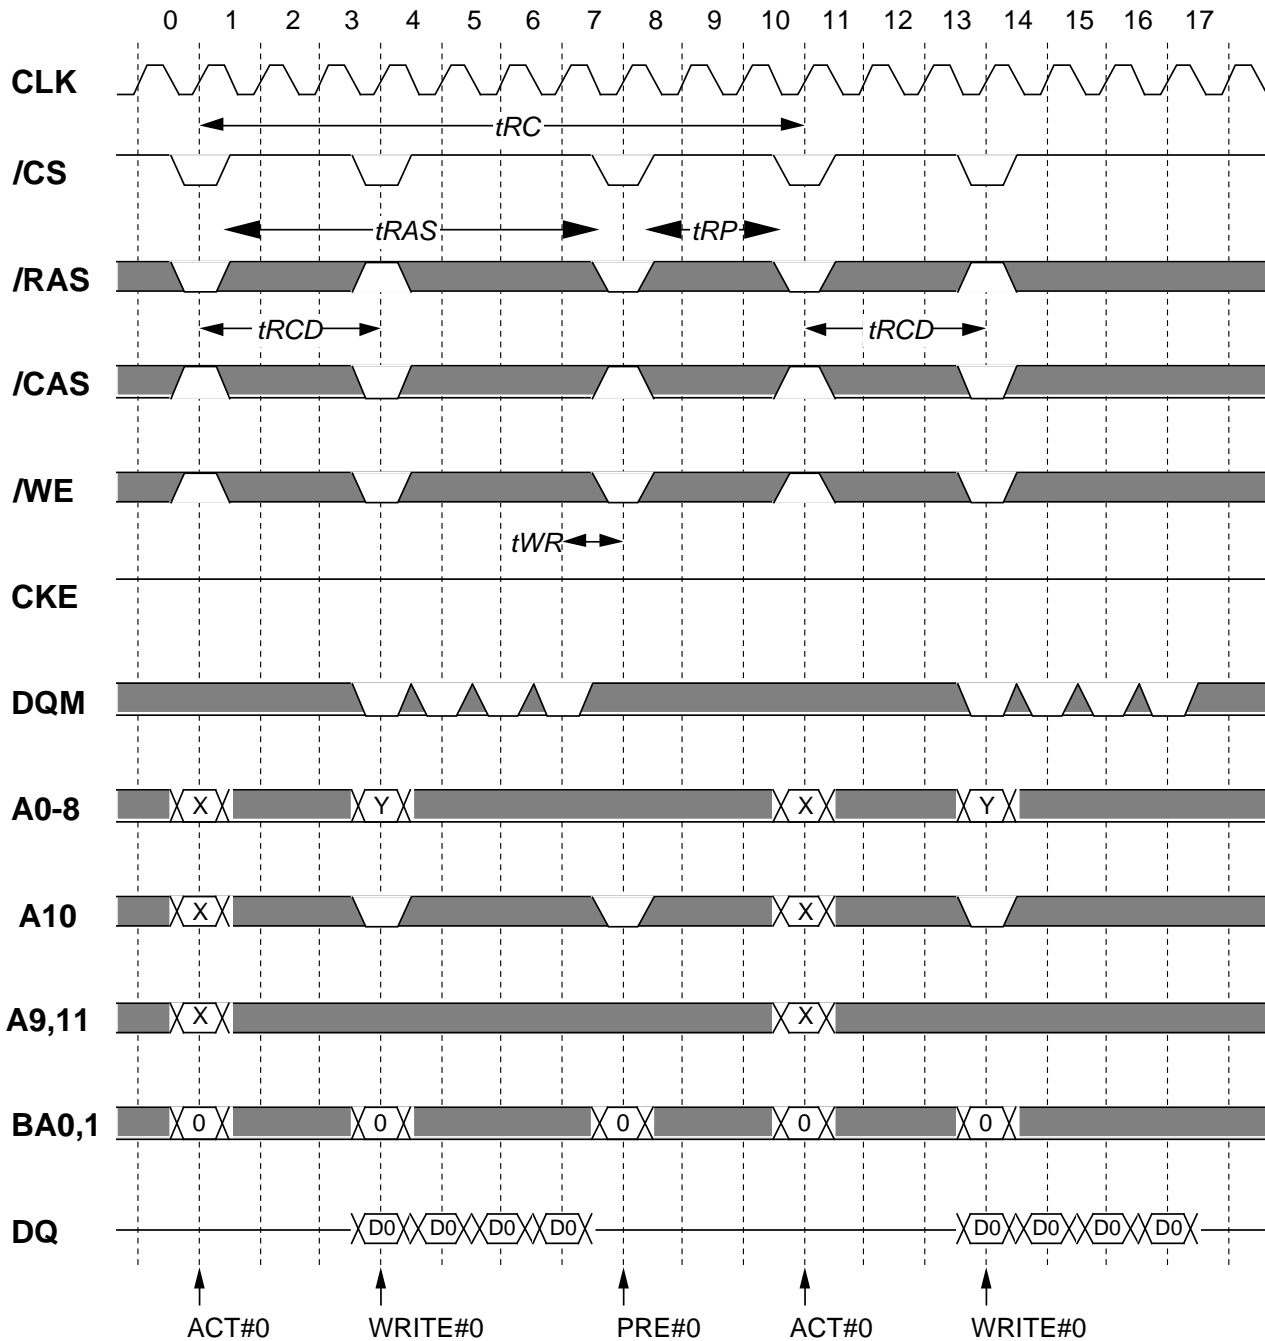 0 1 2 3 4 5 6 7 8 9 10 11 12 13 14 15 16 17
CLK
tRC
/CS
tRAS tRP
/RAS
tRCD tRCD
/CAS
/WE
tWR
CKE
DQM
A0-8 X Y X Y
A10 X X
A9,11 X X
BA0,1 0 0 0 0 0
DQ D0 D0 D0 D0 D0 D0 D0 D0
ACT#0 WRITE#0 PRE#0 ACT#0 WRITE#0